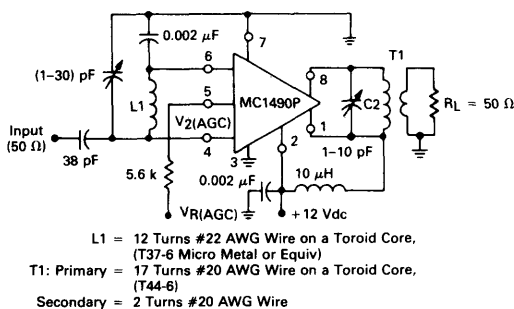 0.002 μF
7
(1–30) pF
6
8
T1
L1
5
MC1490P
C2
RL = 50 Ω
V2(AGC)
Input
(50 Ω)
4
2
1
38 pF
3
1–10 pF
5.6 k
0.002 μF
10 μH
VR(AGC)
+ 12 Vdc
L1 = 12 Turns #22 AWG Wire on a Toroid Core,
(T37-6 Micro Metal or Equiv)
T1: Primary = 17 Turns #20 AWG Wire on a Toroid Core,
(T44-6)
Secondary = 2 Turns #20 AWG Wire